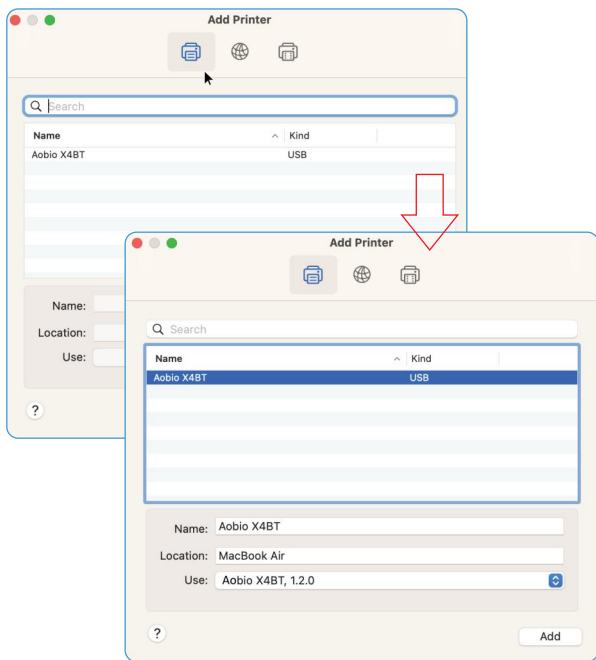 Add Printer
Search
Name Kind
Aobio X4BT USB
Name:
Location:
Use:
?
Add Printer
Search
Name Kind
Aobio X4BT USB
Name: Aobio X4BT
Location: MacBook Air
Use: Aobio X4BT, 1.2.0
?
Add